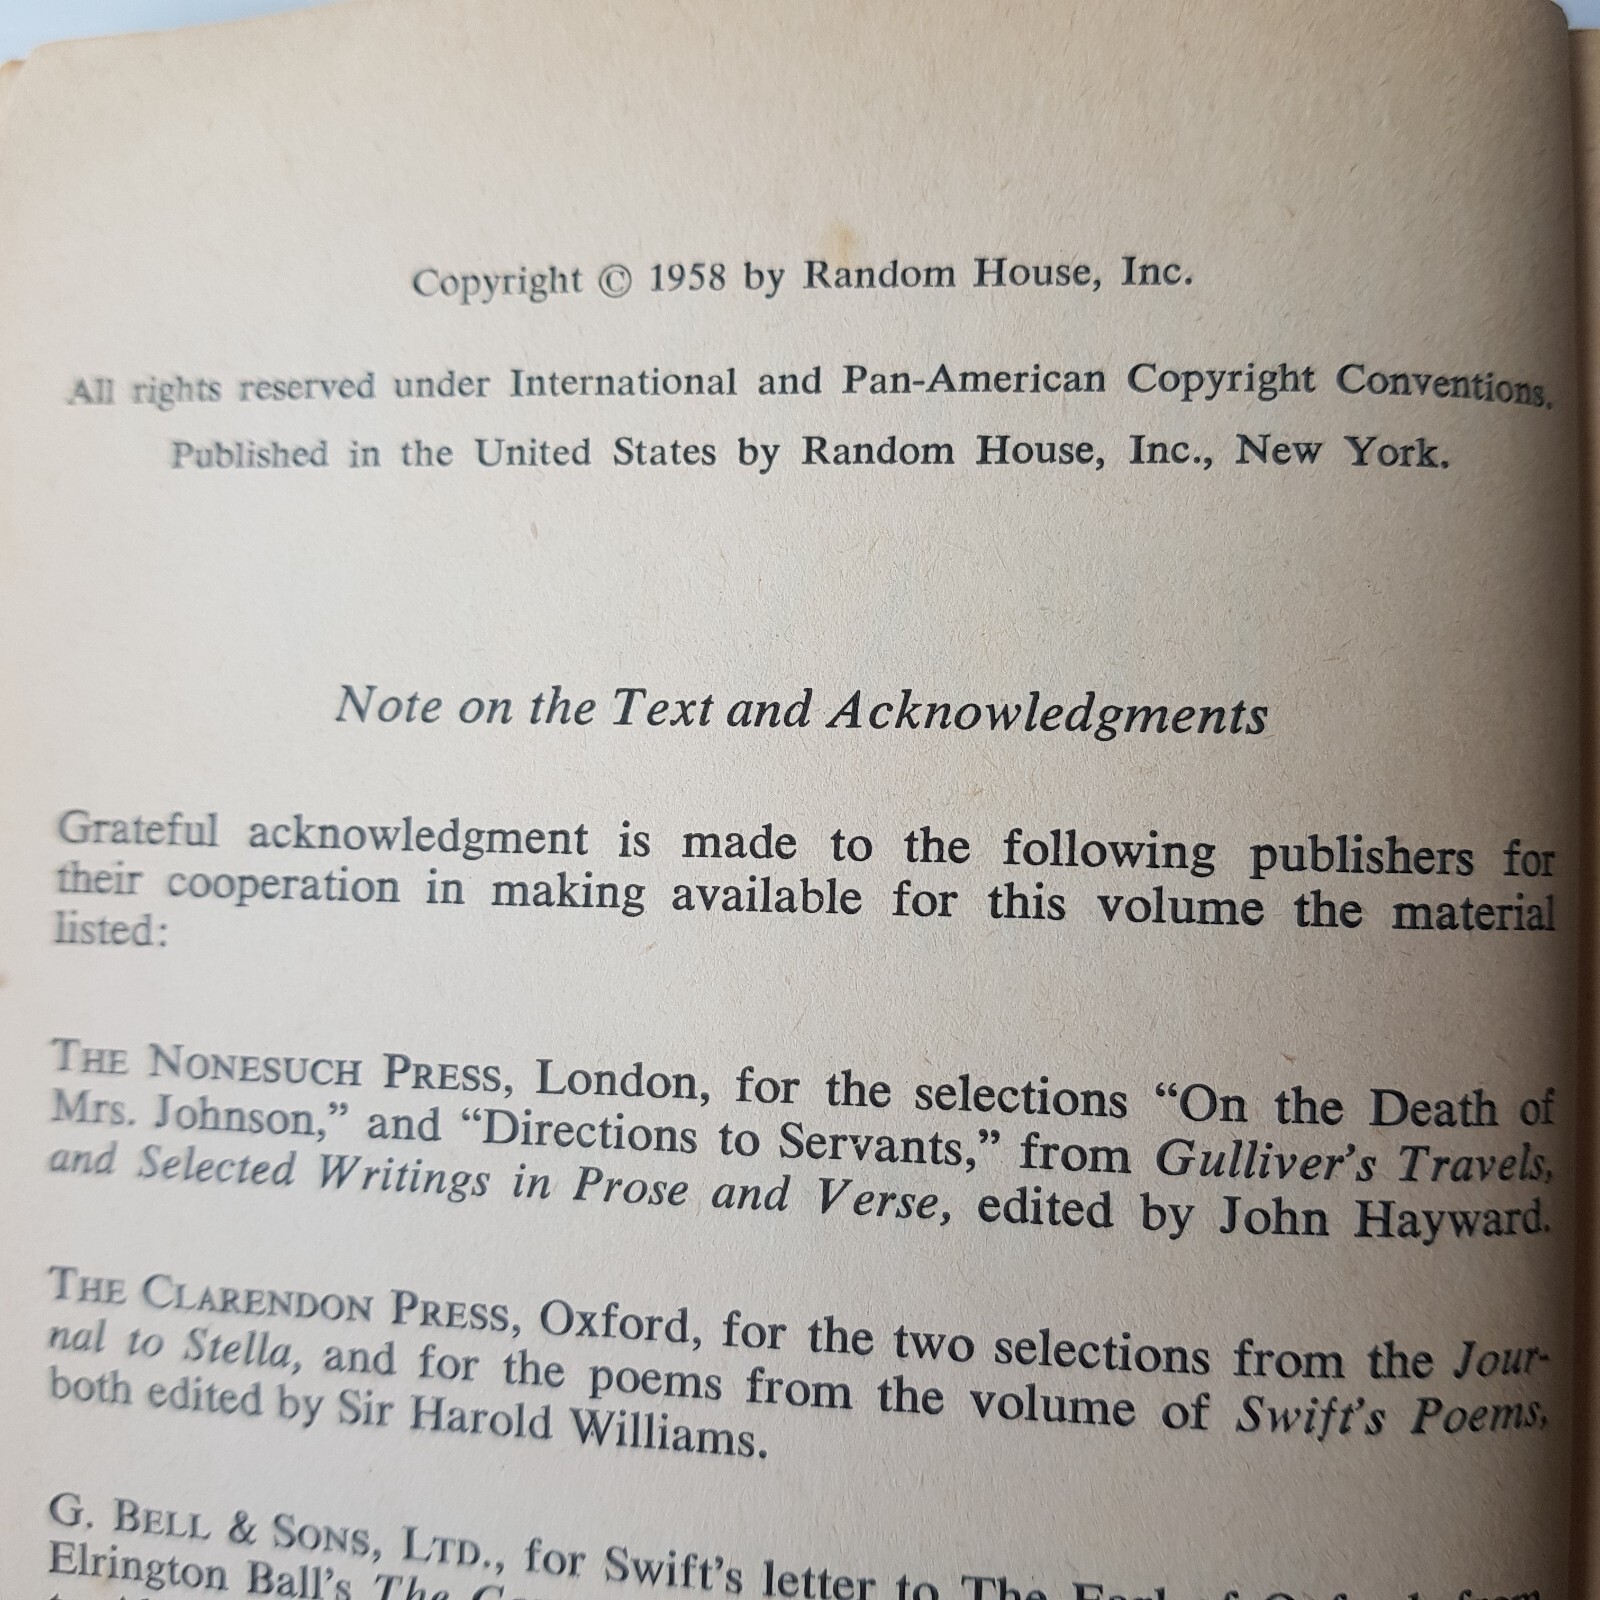 Copyright © 1958 by Random House, Inc.
All rights reserved under International and Pan-American Copyright Conventions.
Published in the United States by Random House, Inc., New York.
Note on the Text and Acknowledgments
Grateful acknowledgment is made to the following publishers for
their cooperation in making available for this volume the material
listed:
THE NONESUCH PRESS, London, for the selections “On the Death of
Mrs. Johnson,” and “Directions to Servants,” from Gulliver’s Travels,
and Selected Writings in Prose and Verse, edited by John Hayward.
THE CLARENDON PRESS, Oxford, for the two selections from the Jour-
nal to Stella, and for the poems from the volume of Swift’s Poems,
both edited by Sir Harold Williams.
G. BELL & SONS, LTD., for Swift’s letter to The Earl of Oxford from
Elrington Ball’s The